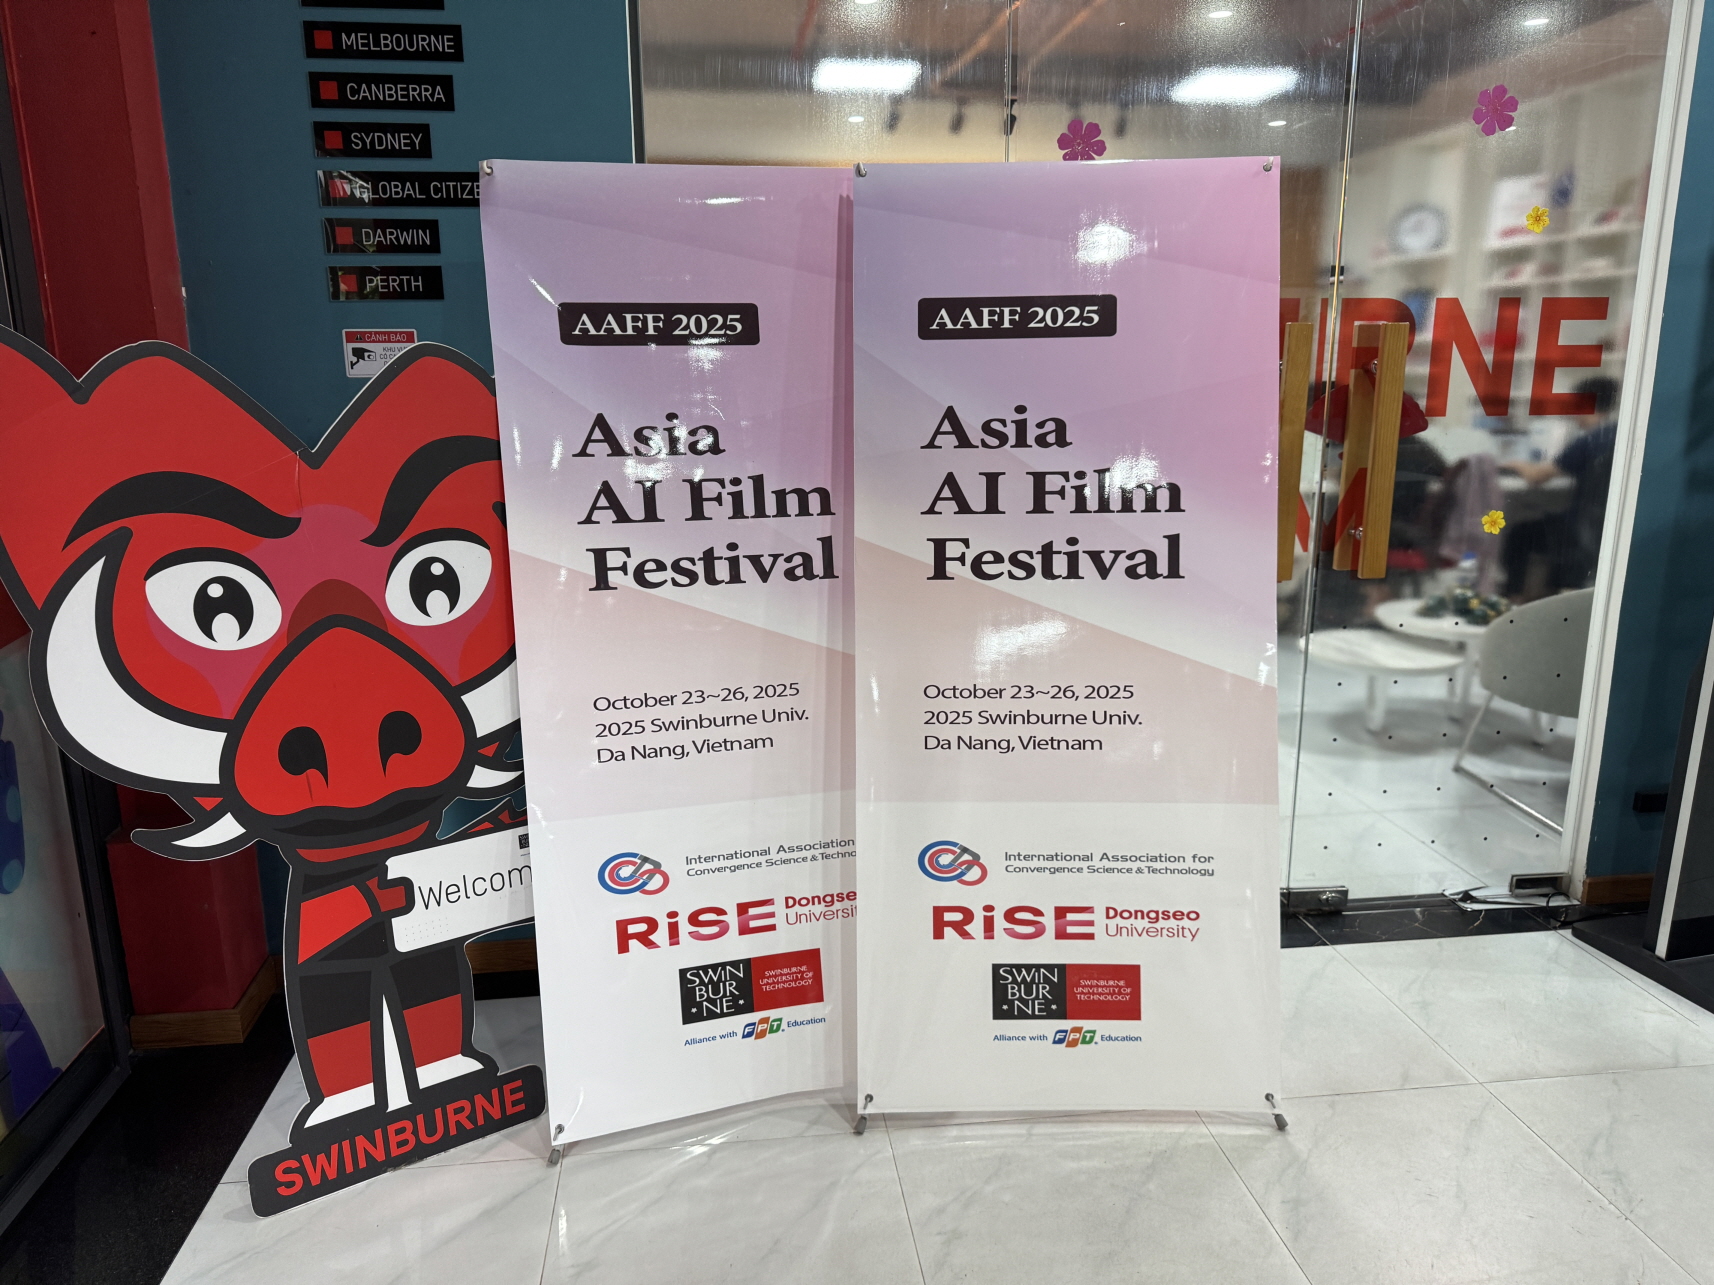 MELBOURNE
CANBERRA
SYDNEY
GLOBAL CITIZE
DARWIN
PERTH
CẢNH BÁO
Welcom
SWINBURNE
AAFF 2025
Asia
AI Film
Festival
October 23~26, 2025
2025 Swinburne Univ.
Da Nang, Vietnam
International Association
Convergence Science & Techno
RiSE Dongse
Universit
SWIN
BUR
NE
SWINBURNE
UNIVERSITY OF
TECHNOLOGY
Alliance with FPT Education
AAFF 2025
Asia
AI Film
Festival
October 23~26, 2025
2025 Swinburne Univ.
Da Nang, Vietnam
International Association for
Convergence Science & Technology
RiSE Dongseo
University
SWIN
BUR
NE
SWINBURNE
UNIVERSITY OF
TECHNOLOGY
Alliance with FPT Education
URNE
M